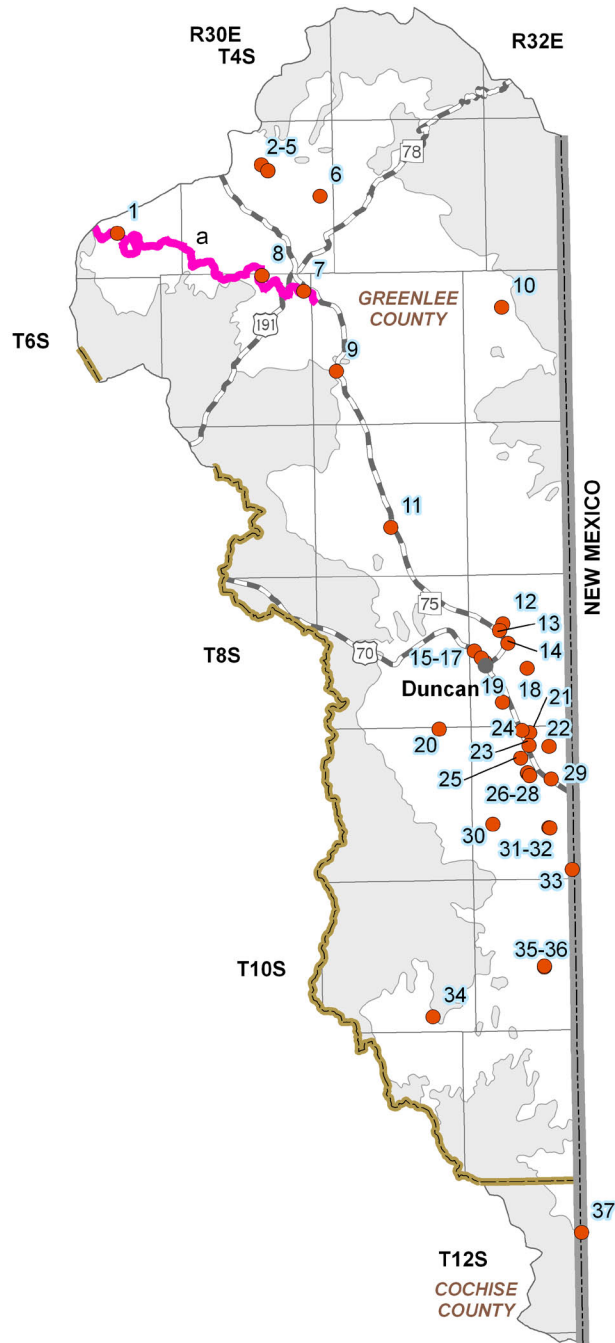 R30E
T4S
R32E
78
2-5
6
1
a
8
7
10
GREENLEE
COUNTY
191
T6S
9
NEW MEXICO
11
75
12
13
70
T8S
15-17
14
Duncan
19
18
21
24
22
20
23
25
29
26-28
30
31-32
33
35-36
T10S
34
37
T12S
COCHISE
COUNTY